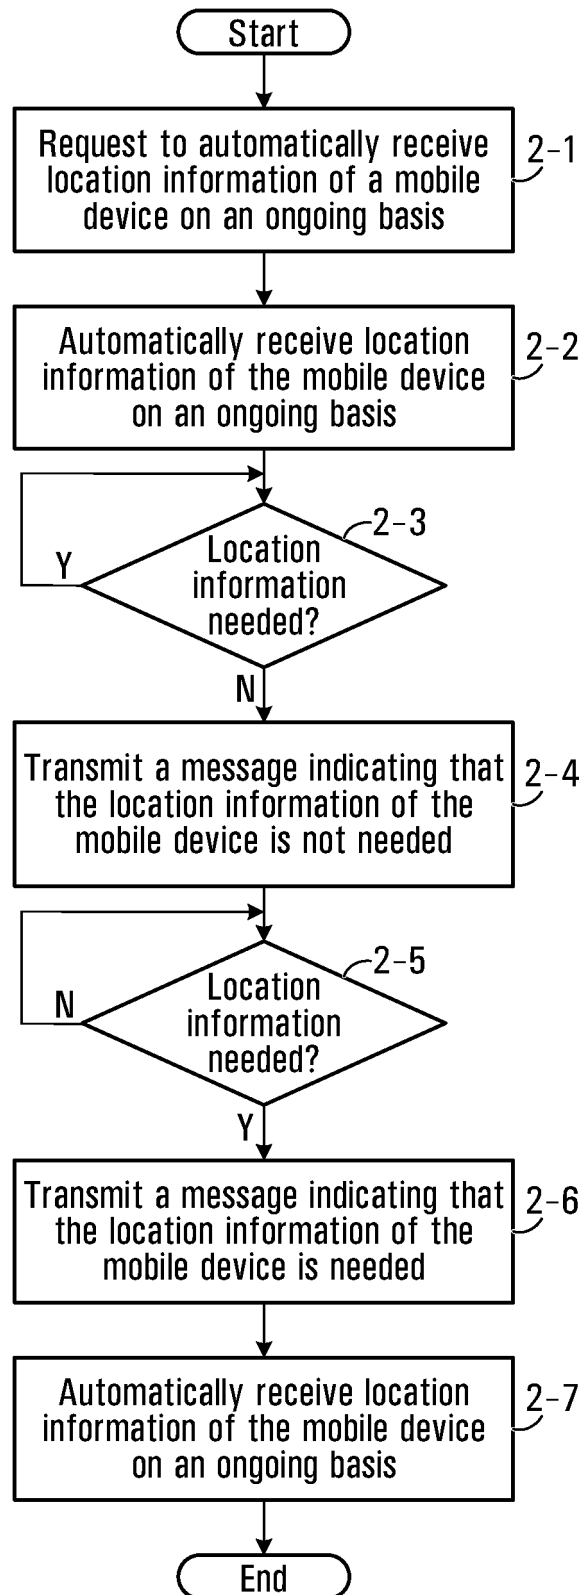 Start
Request to automatically receive
location information of a mobile
device on an ongoing basis
2-1
Automatically receive location
information of the mobile device
on an ongoing basis
2-2
2-3
Location
information
needed?
Y
N
Transmit a message indicating that
the location information of the
mobile device is not needed
2-4
2-5
Location
information
needed?
N
Y
Transmit a message indicating that
the location information of the
mobile device is needed
2-6
Automatically receive location
information of the mobile device
on an ongoing basis
2-7
End